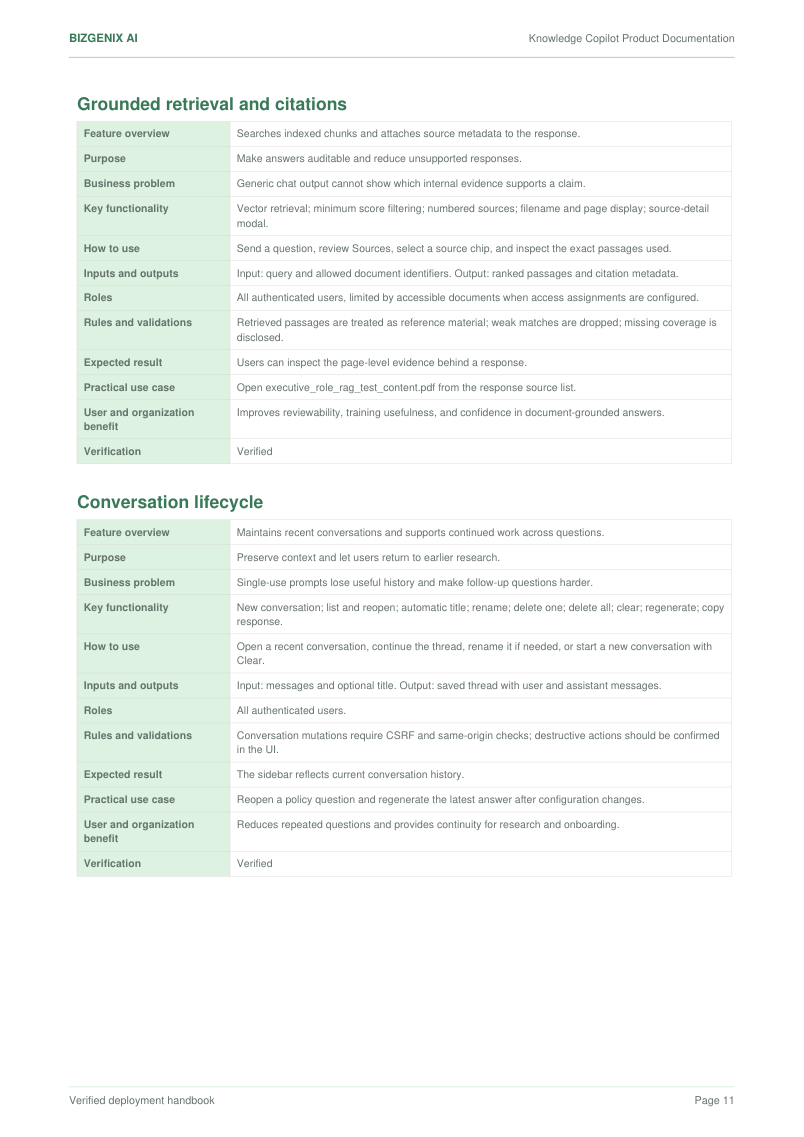 BIZGENIX AI
Knowledge Copilot Product Documentation
Grounded retrieval and citations
Feature overview
Searches indexed chunks and attaches source metadata to the response.
Purpose
Make answers auditable and reduce unsupported responses.
Business problem
Generic chat output cannot show which internal evidence supports a claim.
Key functionality
Vector retrieval; minimum score filtering; numbered sources; filename and page display; source-detail
modal.
How to use
Send a question, review Sources, select a source chip, and inspect the exact passages used.
Inputs and outputs
Input: query and allowed document identifiers. Output: ranked passages and citation metadata.
Roles
All authenticated users, limited by accessible documents when access assignments are configured.
Rules and validations
Retrieved passages are treated as reference material; weak matches are dropped; missing coverage is
disclosed.
Expected result
Users can inspect the page-level evidence behind a response.
Practical use case
Open executive_role_rag_test_content.pdf from the response source list.
User and organization
benefit
Improves reviewability, training usefulness, and confidence in document-grounded answers.
Verification
Verified
Conversation lifecycle
Feature overview
Maintains recent conversations and supports continued work across questions.
Purpose
Preserve context and let users return to earlier research.
Business problem
Single-use prompts lose useful history and make follow-up questions harder.
Key functionality
New conversation; list and reopen; automatic title; rename; delete one; delete all; clear; regenerate; copy
response.
How to use
Open a recent conversation, continue the thread, rename it if needed, or start a new conversation with
Clear.
Inputs and outputs
Input: messages and optional title. Output: saved thread with user and assistant messages.
Roles
All authenticated users.
Rules and validations
Conversation mutations require CSRF and same-origin checks; destructive actions should be confirmed
in the UI.
Expected result
The sidebar reflects current conversation history.
Practical use case
Reopen a policy question and regenerate the latest answer after configuration changes.
User and organization
benefit
Reduces repeated questions and provides continuity for research and onboarding.
Verification
Verified
Verified deployment handbook
Page 11